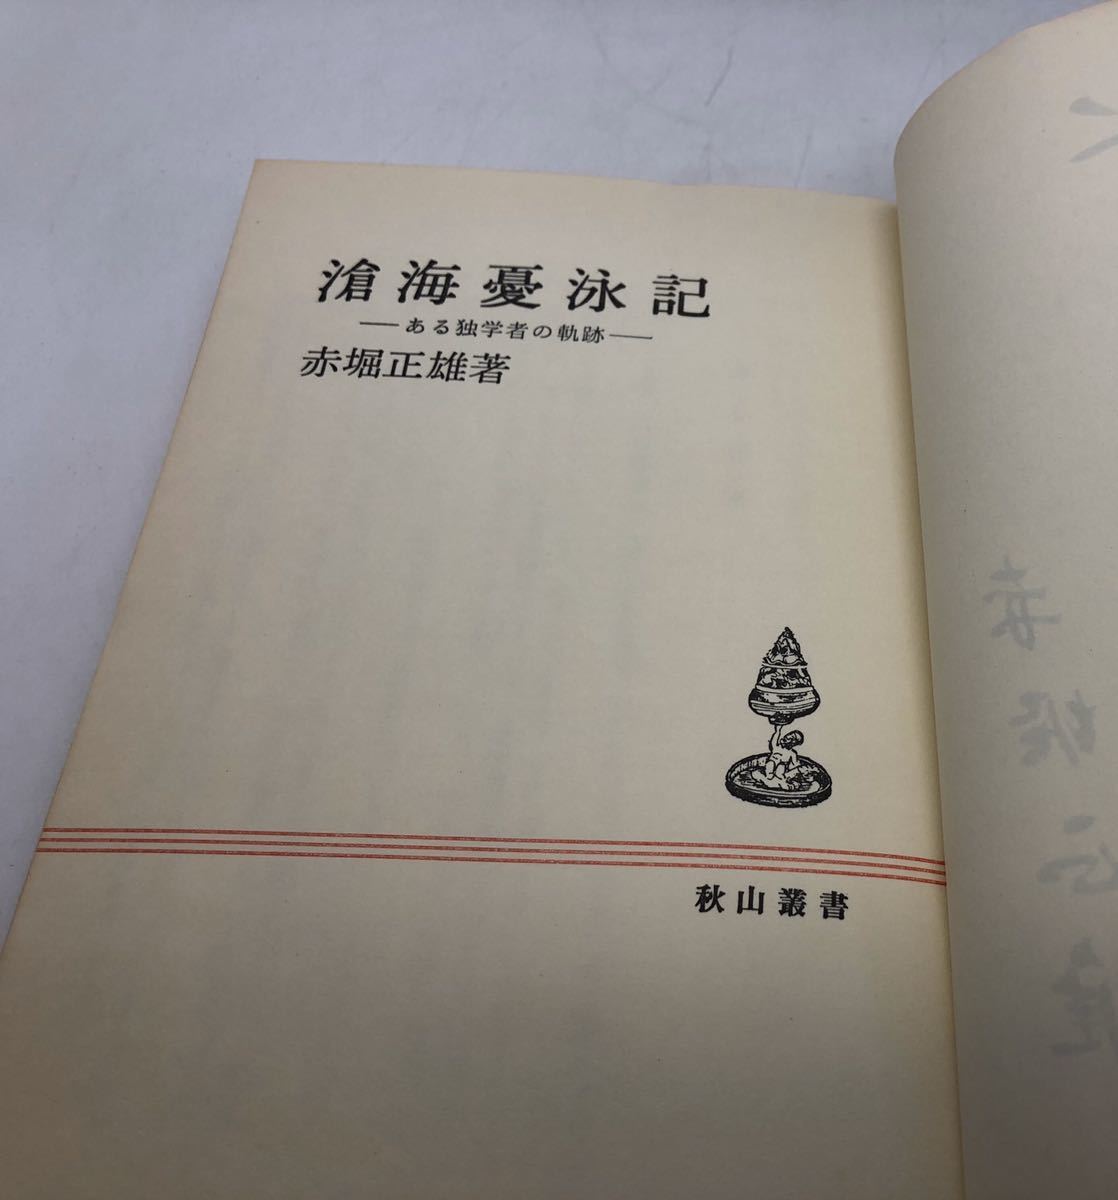 滄海憂泳記
―ある独学者の軌跡―
赤堀正雄著
秋山叢書